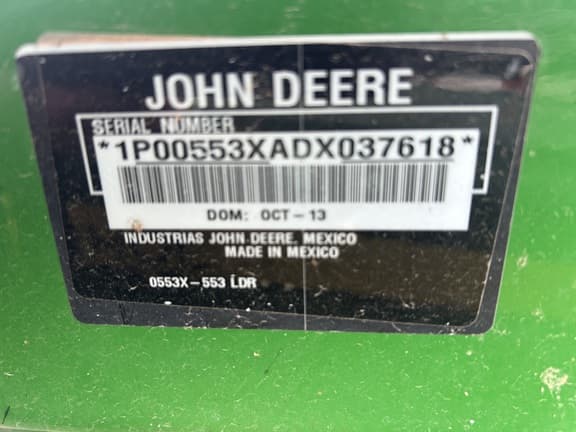 JOHN DEERE
SERIAL NUMBER
*1P00553XADX037618*
DOM: OCT-13
INDUSTRIAS JOHN DEERE, MEXICO
MADE IN MEXICO
0553X-553 LDR